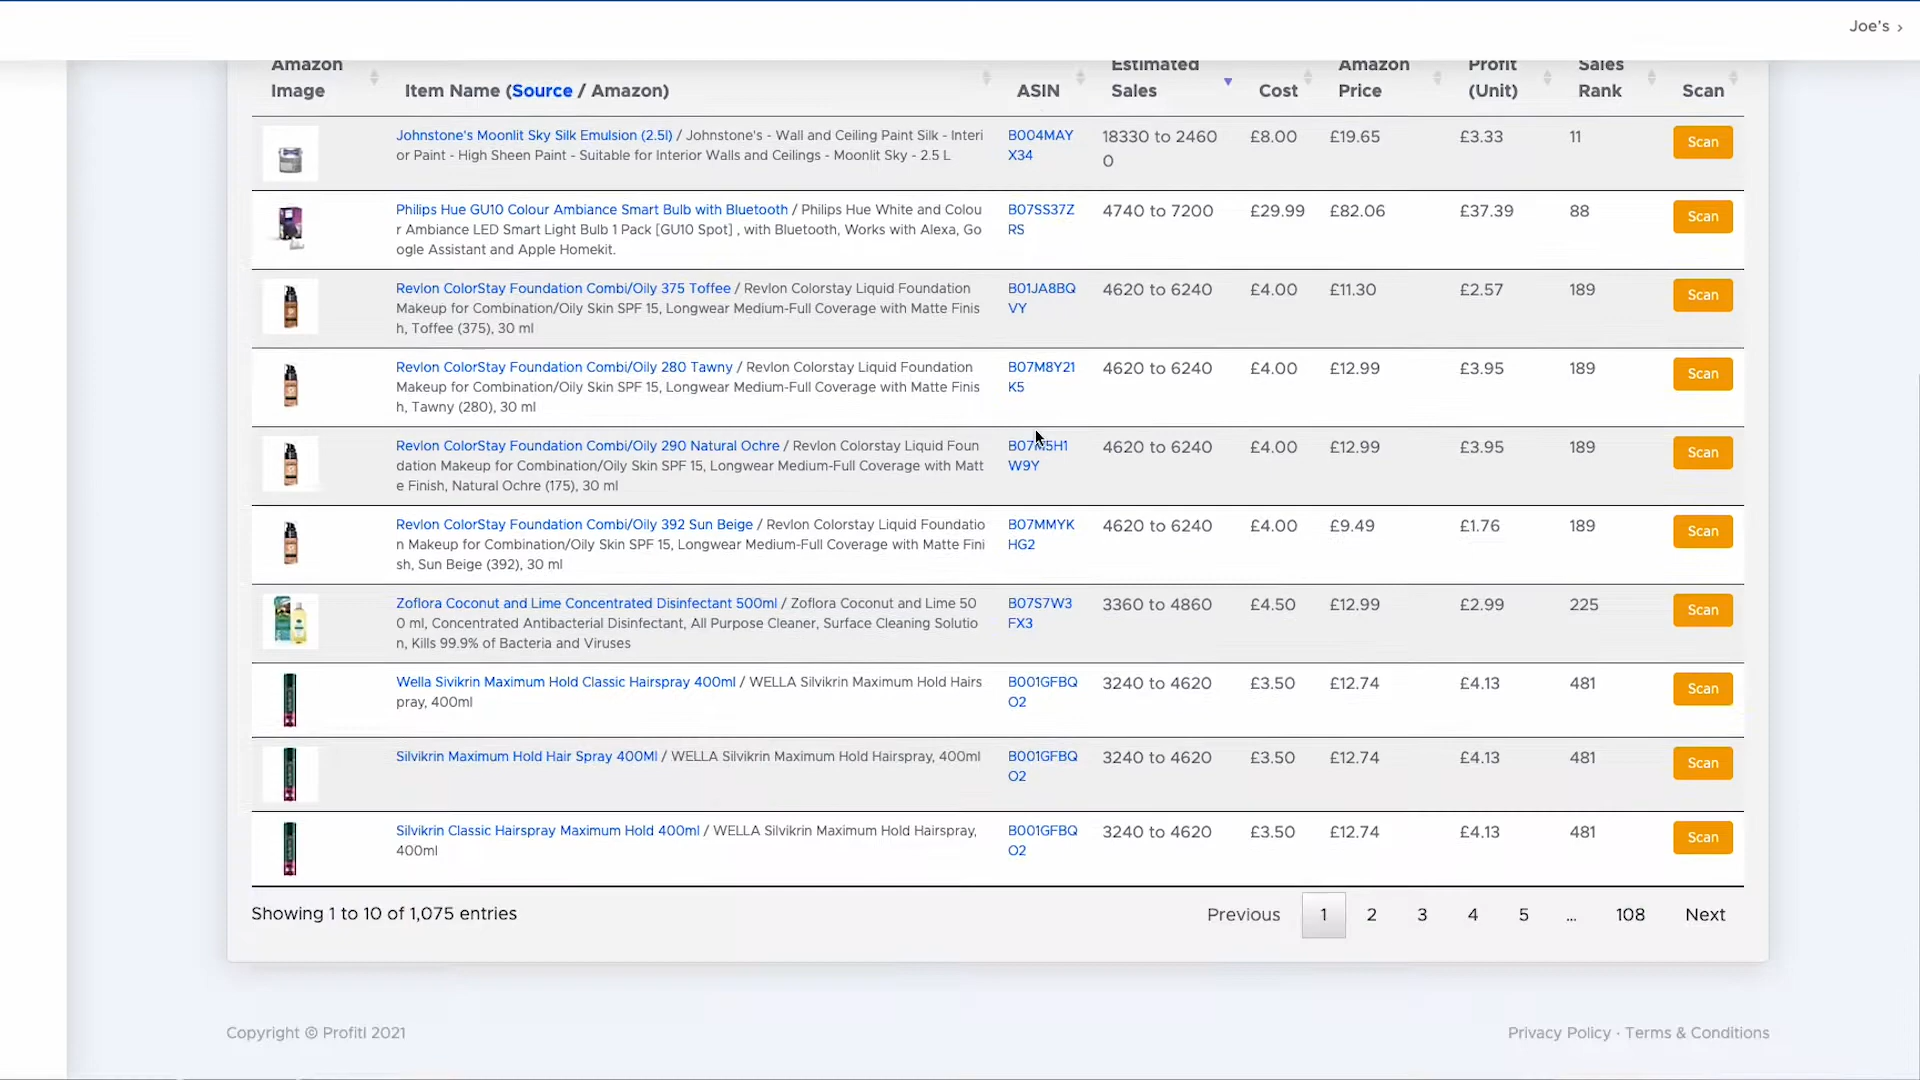 Joe's ›
Amazon Image
Item Name (Source / Amazon)
ASIN
Estimated Sales
Cost
Amazon Price
Profit (Unit)
Sales Rank
Scan
Johnstone's Moonlit Sky Silk Emulsion (2.5l) / Johnstone's - Wall and Ceiling Paint Silk - Interi
or Paint - High Sheen Paint - Suitable for Interior Walls and Ceilings - Moonlit Sky - 2.5 L
B004MAY
X34
18330 to 2460
0
£8.00
£19.65
£3.33
11
Scan
Philips Hue GU10 Colour Ambiance Smart Bulb with Bluetooth / Philips Hue White and Colou
r Ambiance LED Smart Light Bulb 1 Pack [GU10 Spot] , with Bluetooth, Works with Alexa, Go
ogle Assistant and Apple Homekit.
B07SS37Z
RS
4740 to 7200
£29.99
£82.06
£37.39
88
Scan
Revlon ColorStay Foundation Combi/Oily 375 Toffee / Revlon Colorstay Liquid Foundation
Makeup for Combination/Oily Skin SPF 15, Longwear Medium-Full Coverage with Matte Finis
h, Toffee (375), 30 ml
B01JA8BQ
VY
4620 to 6240
£4.00
£11.30
£2.57
189
Scan
Revlon ColorStay Foundation Combi/Oily 280 Tawny / Revlon Colorstay Liquid Foundation
Makeup for Combination/Oily Skin SPF 15, Longwear Medium-Full Coverage with Matte Finis
h, Tawny (280), 30 ml
B07M8Y21
K5
4620 to 6240
£4.00
£12.99
£3.95
189
Scan
Revlon ColorStay Foundation Combi/Oily 290 Natural Ochre / Revlon Colorstay Liquid Foun
dation Makeup for Combination/Oily Skin SPF 15, Longwear Medium-Full Coverage with Matt
e Finish, Natural Ochre (175), 30 ml
W9Y
4620 to 6240
£4.00
£12.99
£3.95
189
Scan
Revlon ColorStay Foundation Combi/Oily 392 Sun Beige / Revlon Colorstay Liquid Foundatio
n Makeup for Combination/Oily Skin SPF 15, Longwear Medium-Full Coverage with Matte Fini
sh, Sun Beige (392), 30 ml
B07MMYK
HG2
4620 to 6240
£4.00
£9.49
£1.76
189
Scan
Zoflora Coconut and Lime Concentrated Disinfectant 500ml / Zoflora Coconut and Lime 50
0 ml, Concentrated Antibacterial Disinfectant, All Purpose Cleaner, Surface Cleaning Solutio
n, Kills 99.9% of Bacteria and Viruses
B07S7W3
FX3
3360 to 4860
£4.50
£12.99
£2.99
225
Scan
Wella Sivikrin Maximum Hold Classic Hairspray 400ml / WELLA Silvikrin Maximum Hold Hairs
pray, 400ml
B001GFBQ
O2
3240 to 4620
£3.50
£12.74
£4.13
481
Scan
Silvikrin Maximum Hold Hair Spray 400Ml / WELLA Silvikrin Maximum Hold Hairspray, 400ml
B001GFBQ
O2
3240 to 4620
£3.50
£12.74
£4.13
481
Scan
Silvikrin Classic Hairspray Maximum Hold 400ml / WELLA Silvikrin Maximum Hold Hairspray,
400ml
B001GFBQ
O2
3240 to 4620
£3.50
£12.74
£4.13
481
Scan
Showing 1 to 10 of 1,075 entries
Previous 1 2 3 4 5 … 108 Next
Copyright © Profitl 2021
Privacy Policy · Terms & Conditions